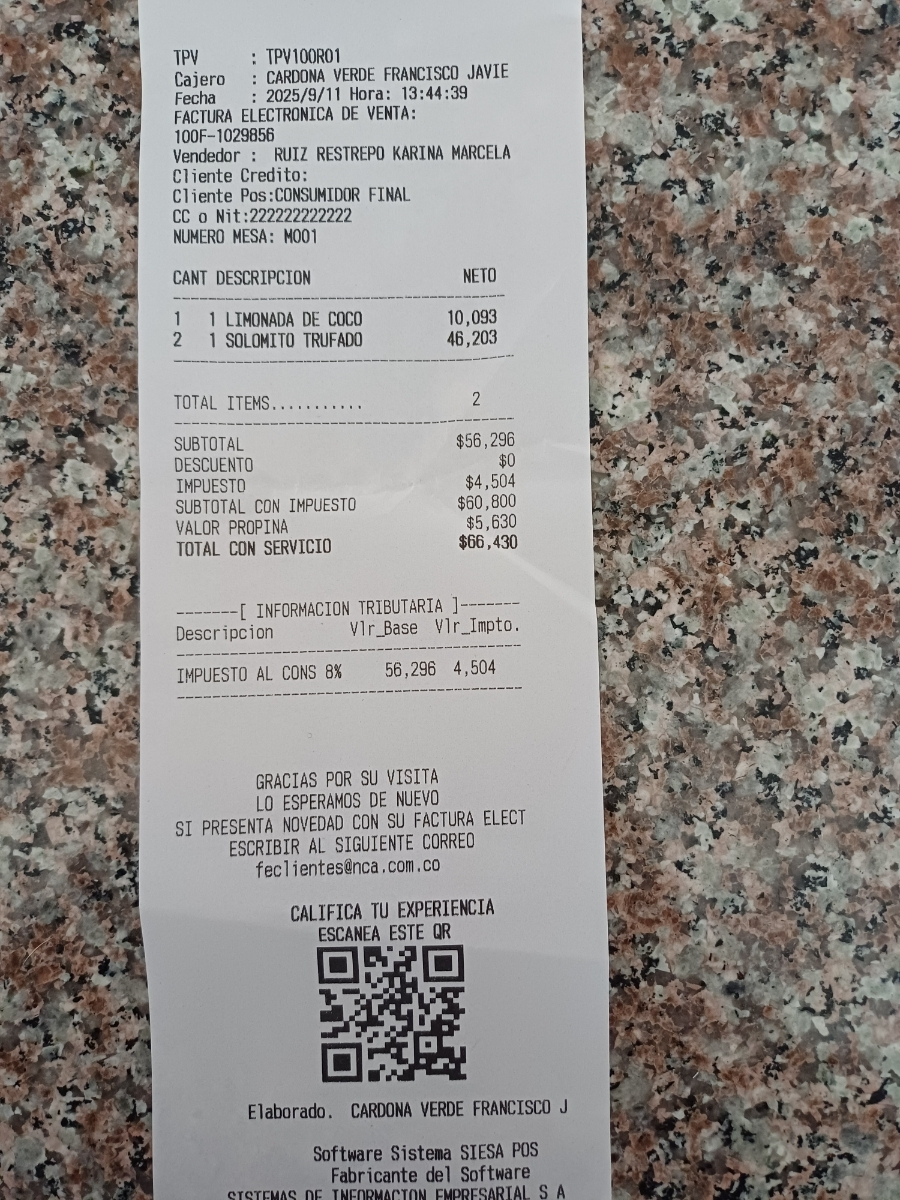 TPV : TPV100R01
Cajero : CARDONA VERDE FRANCISCO JAVIE
Fecha : 2025/9/11 Hora: 13:44:39
FACTURA ELECTRONICA DE VENTA:
100F-1029856
Vendedor : RUIZ RESTREPO KARINA MARCELA
Cliente Credito:
Cliente Pos:CONSUMIDOR FINAL
CC o Nit:222222222222
NUMERO MESA: M001
CANT DESCRIPCION NETO
1 1 LIMONADA DE COCO 10,093
2 1 SOLOMITO TRUFADO 46,203
TOTAL ITEMS........... 2
SUBTOTAL $56,296
DESCUENTO $0
IMPUESTO $4,504
SUBTOTAL CON IMPUESTO $60,800
VALOR PROPINA $5,630
TOTAL CON SERVICIO $66,430
-------[ INFORMACION TRIBUTARIA ]-------
Descripcion Vlr_Base Vlr_Impto.
IMPUESTO AL CONS 8% 56,296 4,504
GRACIAS POR SU VISITA
LO ESPERAMOS DE NUEVO
SI PRESENTA NOVEDAD CON SU FACTURA ELECT
ESCRIBIR AL SIGUIENTE CORREO
feclientes@nca.com.co
CALIFICA TU EXPERIENCIA
ESCANEA ESTE QR
Elaborado. CARDONA VERDE FRANCISCO J
Software Sistema SIESA POS
Fabricante del Software
SISTEMAS DE INFORMACION EMPRESARIAL S A